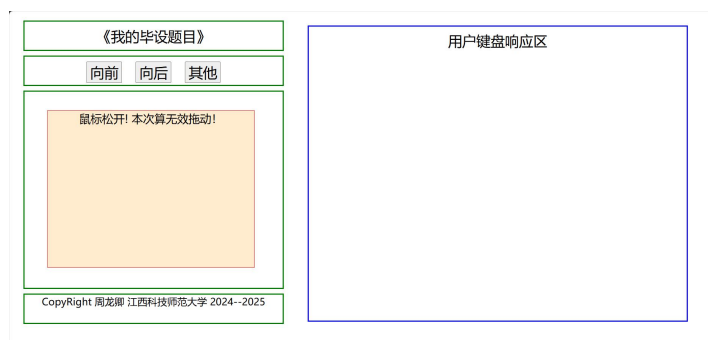 《我的毕设题目》
向前 向后 其他
鼠标松开! 本次算无效拖动!
CopyRight 周龙卿 江西科技师范大学 2024--2025
用户键盘响应区